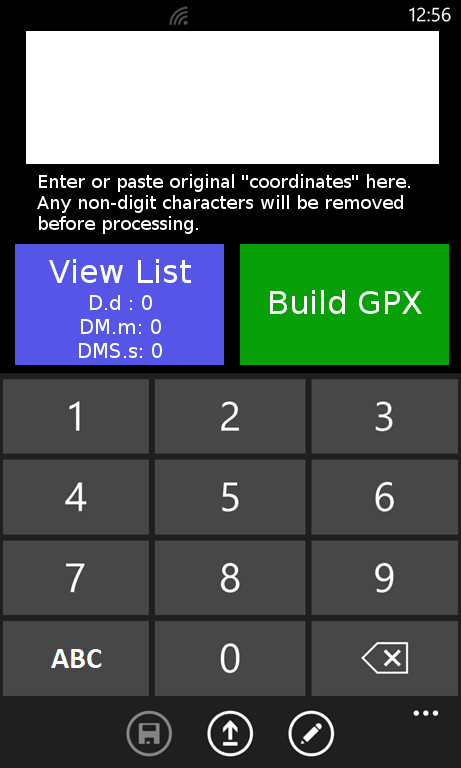 12:56
Enter or paste original "coordinates" here.
Any non-digit characters will be removed
before processing.
View List
D.d : 0
DM.m: 0
DMS.s: 0
Build GPX
1 2 3
4 5 6
7 8 9
ABC 0